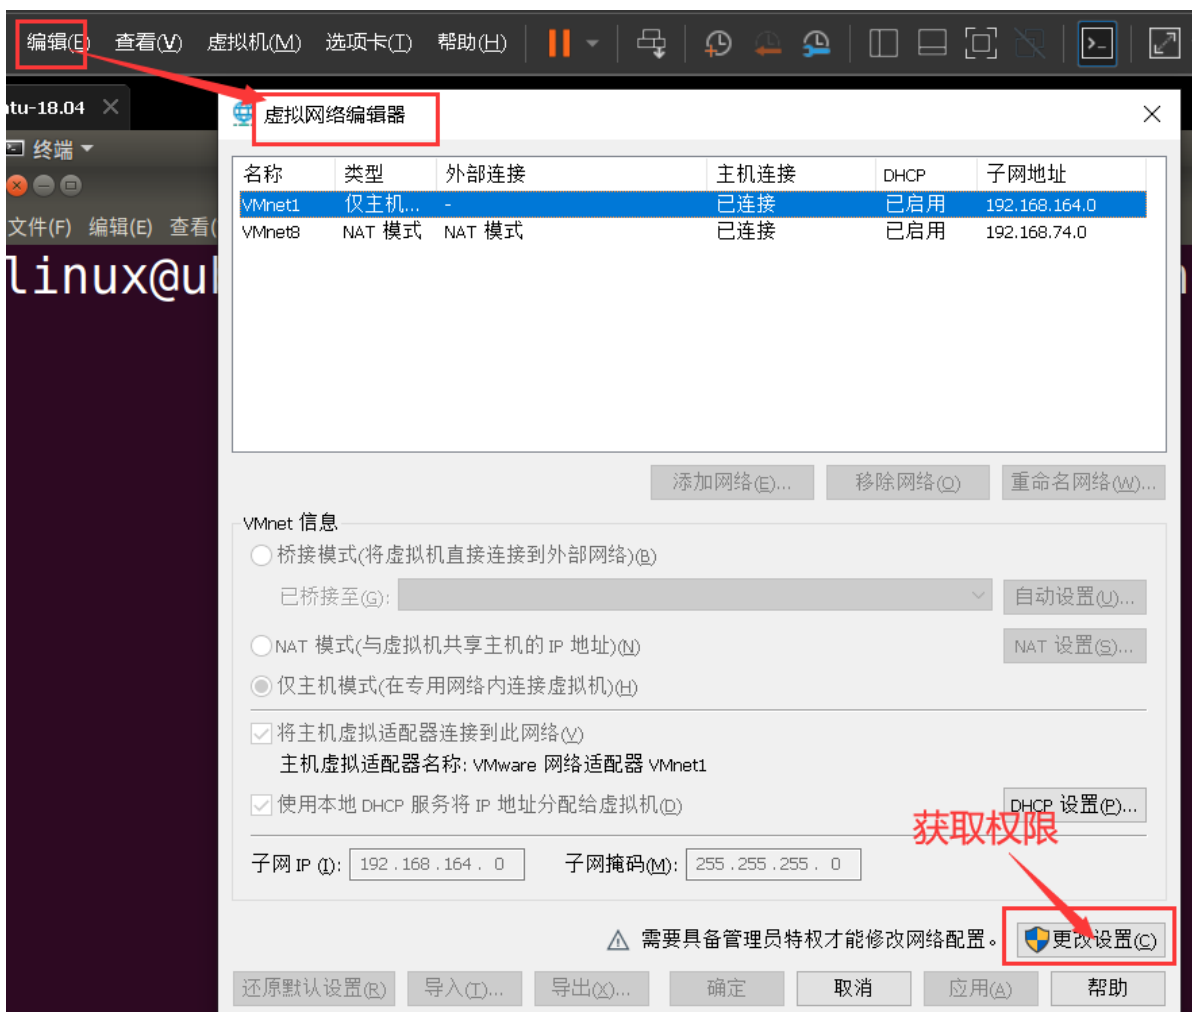 编辑(E) 查看(V) 虚拟机(M) 选项卡(T) 帮助(H)
tu-18.04
虚拟网络编辑器
终端
文件(F) 编辑(E) 查看(
linux@u
名称 类型 外部连接 主机连接 DHCP 子网地址
VMnet1 仅主机... - 已连接 已启用 192.168.164.0
VMnet8 NAT 模式 NAT 模式 已连接 已启用 192.168.74.0
添加网络(E)... 移除网络(O) 重命名网络(W)...
VMnet 信息
桥接模式(将虚拟机直接连接到外部网络)(B)
已桥接至(G): 自动设置(U)...
NAT 模式(与虚拟机共享主机的 IP 地址)(N) NAT 设置(S)...
仅主机模式(在专用网络内连接虚拟机)(H)
将主机虚拟适配器连接到此网络(V)
主机虚拟适配器名称: VMware 网络适配器 VMnet1
使用本地 DHCP 服务将 IP 地址分配给虚拟机(D) DHCP 设置(P)...
获取权限
子网 IP (I): 192 . 168 . 164 . 0 子网掩码(M): 255 . 255 . 255 . 0
需要具备管理员特权才能修改网络配置。 更改设置(C)
还原默认设置(R) 导入(T)... 导出(X)... 确定 取消 应用(A) 帮助